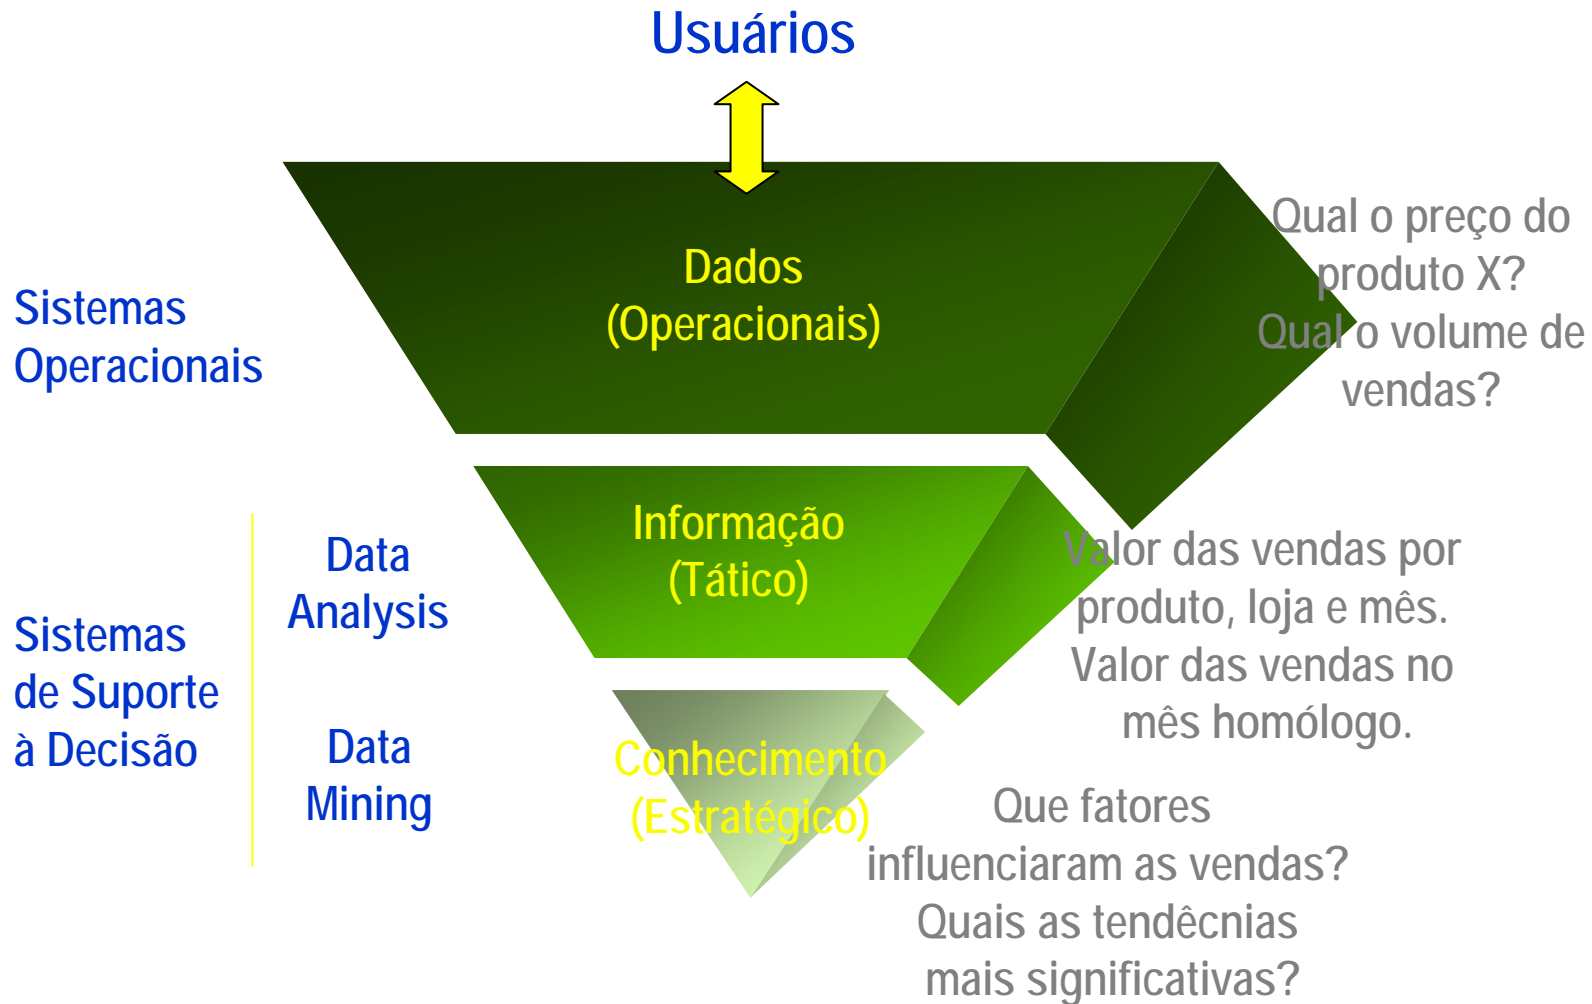 Usuários
Dados
(Operacionais)
Sistemas
Operacionais
Qual o preço do
produto X?
Qual o volume de
vendas?
Informação
(Tático)
Data
Analysis
Valor das vendas por
produto, loja e mês.
Valor das vendas no
mês homólogo.
Sistemas
de Suporte
à Decisão
Data
Mining
Conhecimento
(Estratégico)
Que fatores
influenciaram as vendas?
Quais as tendêcnias
mais significativas?